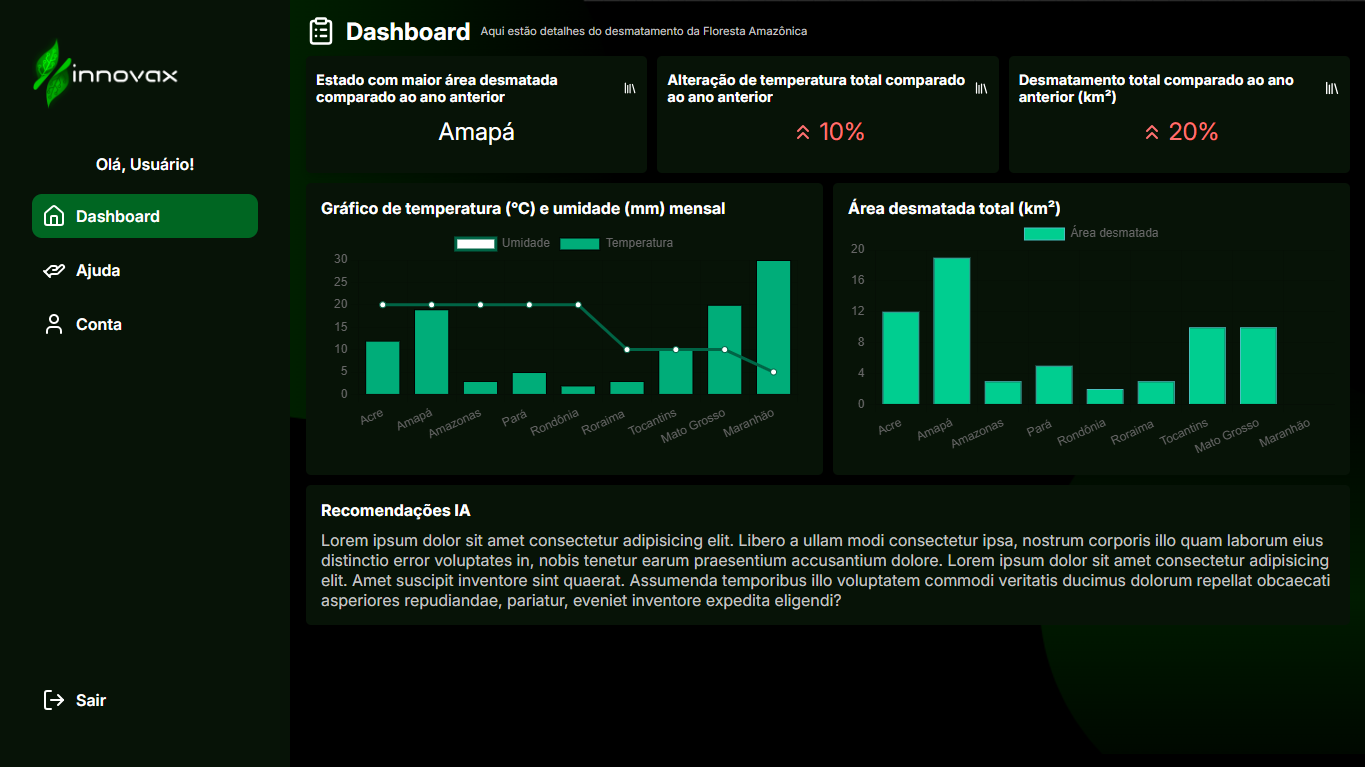 innovax
Olá, Usuário!
Dashboard
Ajuda
Conta
Sair
Dashboard Aqui estão detalhes do desmatamento da Floresta Amazônica
Estado com maior área desmatada
comparado ao ano anterior
Amapá
Alteração de temperatura total comparado
ao ano anterior
10%
Desmatamento total comparado ao ano
anterior (km²)
20%
Gráfico de temperatura (°C) e umidade (mm) mensal
Umidade Temperatura
30
25
20
15
10
5
0
Acre Amapá Amazonas Pará Rondônia Roraima Tocantins Mato Grosso Maranhão
Área desmatada total (km²)
Área desmatada
20
16
12
8
4
0
Acre Amapá Amazonas Pará Rondônia Roraima Tocantins Mato Grosso Maranhão
Recomendações IA
Lorem ipsum dolor sit amet consectetur adipisicing elit. Libero a ullam modi consectetur ipsa, nostrum corporis illo quam laborum eius
distinctio error voluptates in, nobis tenetur earum praesentium accusantium dolore. Lorem ipsum dolor sit amet consectetur adipisicing
elit. Amet suscipit inventore sint quaerat. Assumenda temporibus illo voluptatem commodi veritatis ducimus dolorum repellat obcaecati
asperiores repudiandae, pariatur, eveniet inventore expedita eligendi?